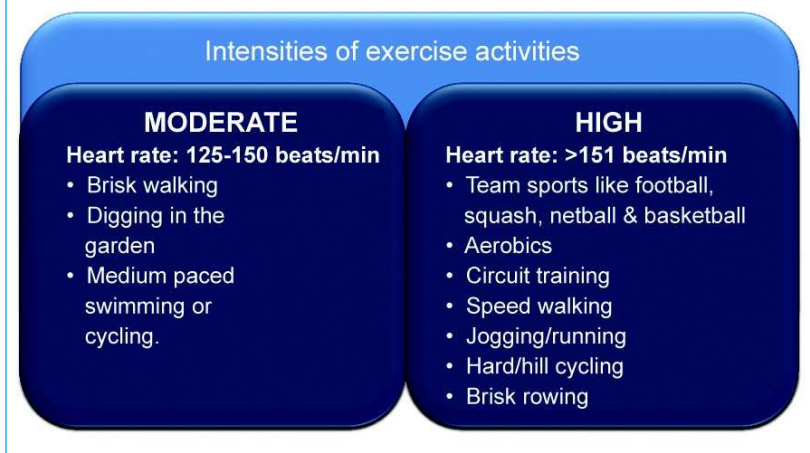 Intensities of exercise activities
MODERATE
Heart rate: 125-150 beats/min
• Brisk walking
• Digging in the
garden
• Medium paced
swimming or
cycling.
HIGH
Heart rate: >151 beats/min
• Team sports like football,
squash, netball & basketball
• Aerobics
• Circuit training
• Speed walking
• Jogging/running
• Hard/hill cycling
• Brisk rowing